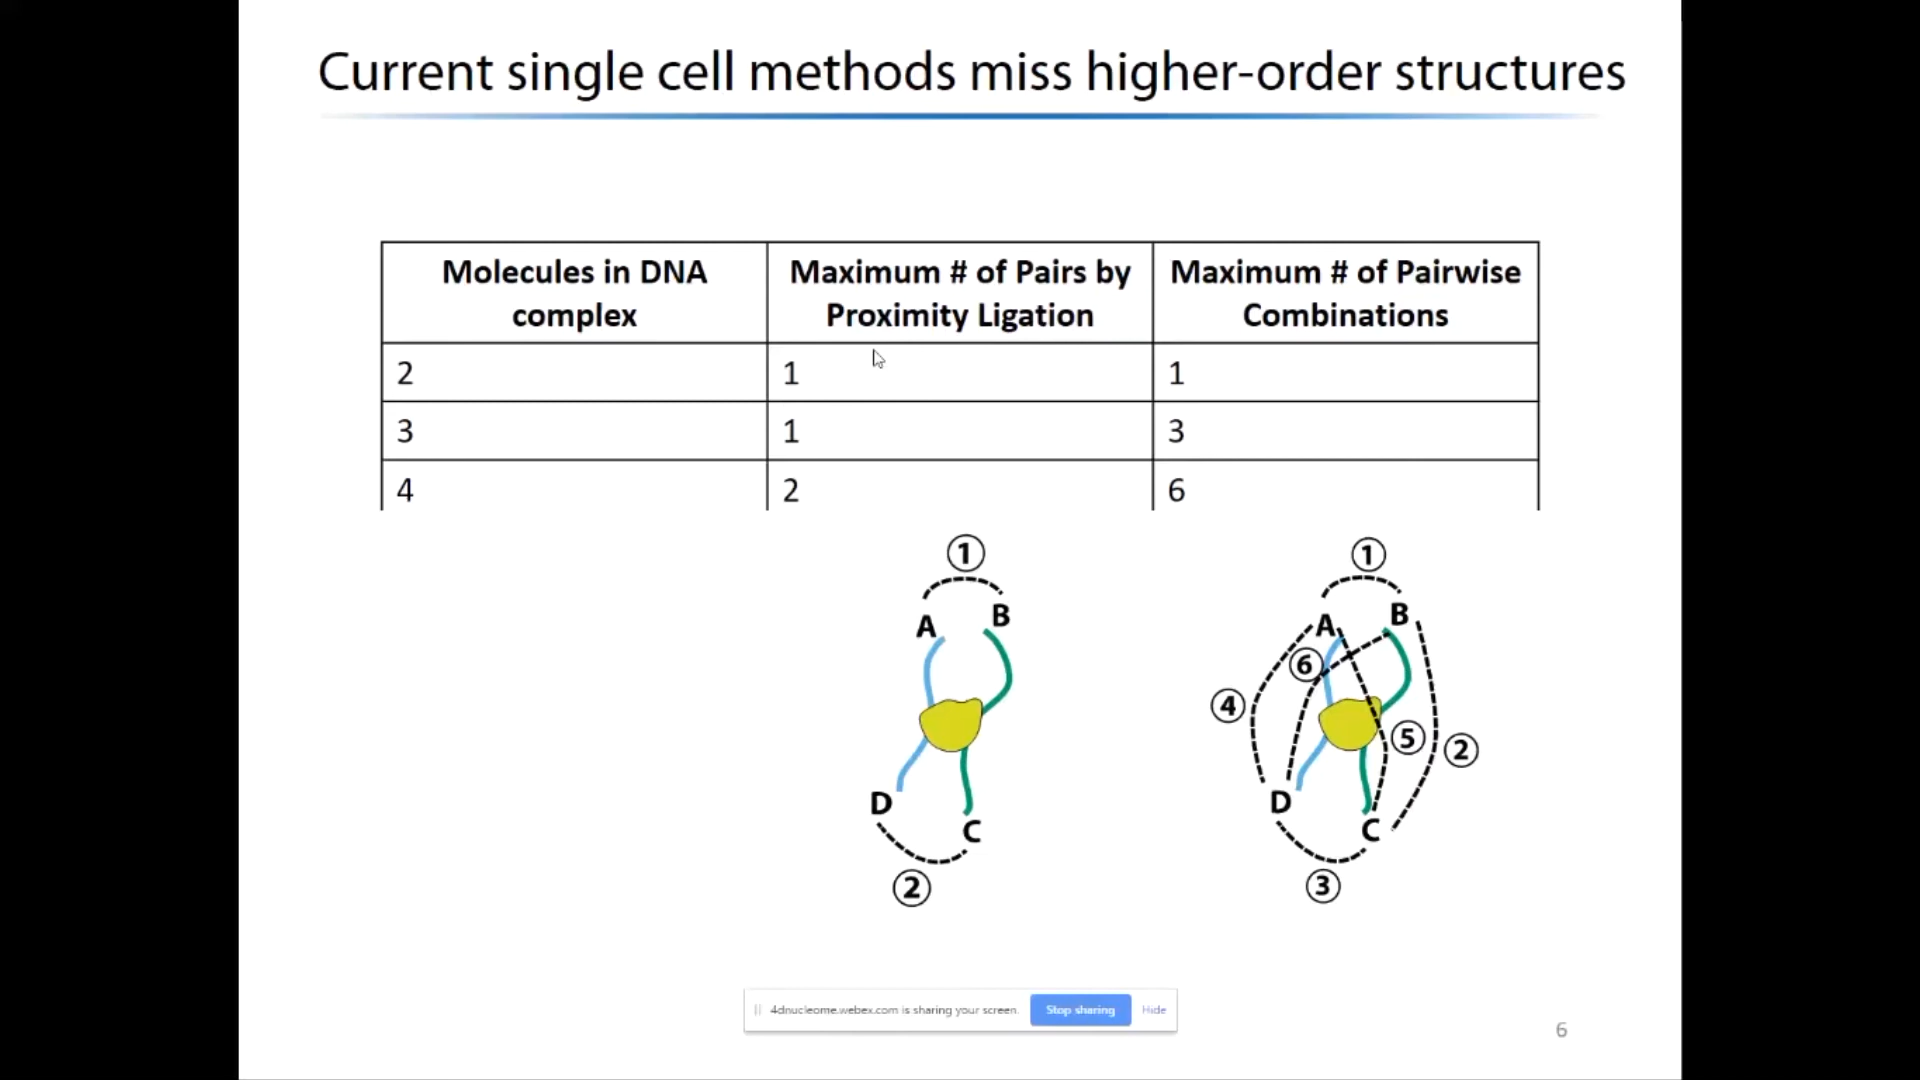 Current single cell methods miss higher-order structures
Molecules in DNA complex
Maximum # of Pairs by Proximity Ligation
Maximum # of Pairwise Combinations
2 1 1
3 1 3
4 2 6
1
A B
D
C
2
1
A B
6
4
5
2
D
C
3
4dnucleome.webex.com is sharing your screen. Stop sharing Hide
6